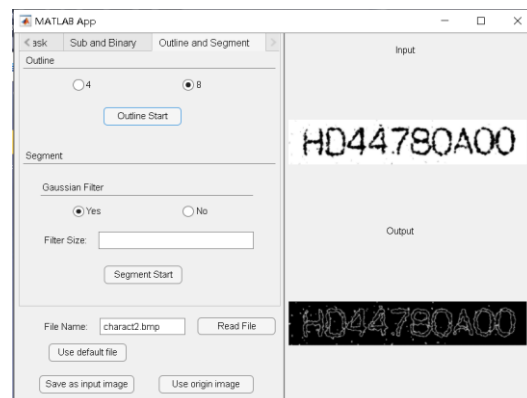 MATLAB App
ask Sub and Binary Outline and Segment
Outline
4 8
Outline Start
Segment
Gaussian Filter
Yes No
Filter Size:
Segment Start
File Name: charact2.bmp Read File
Use default file
Save as input image Use origin image
Input
HD44780A00
Output
HD44780A00